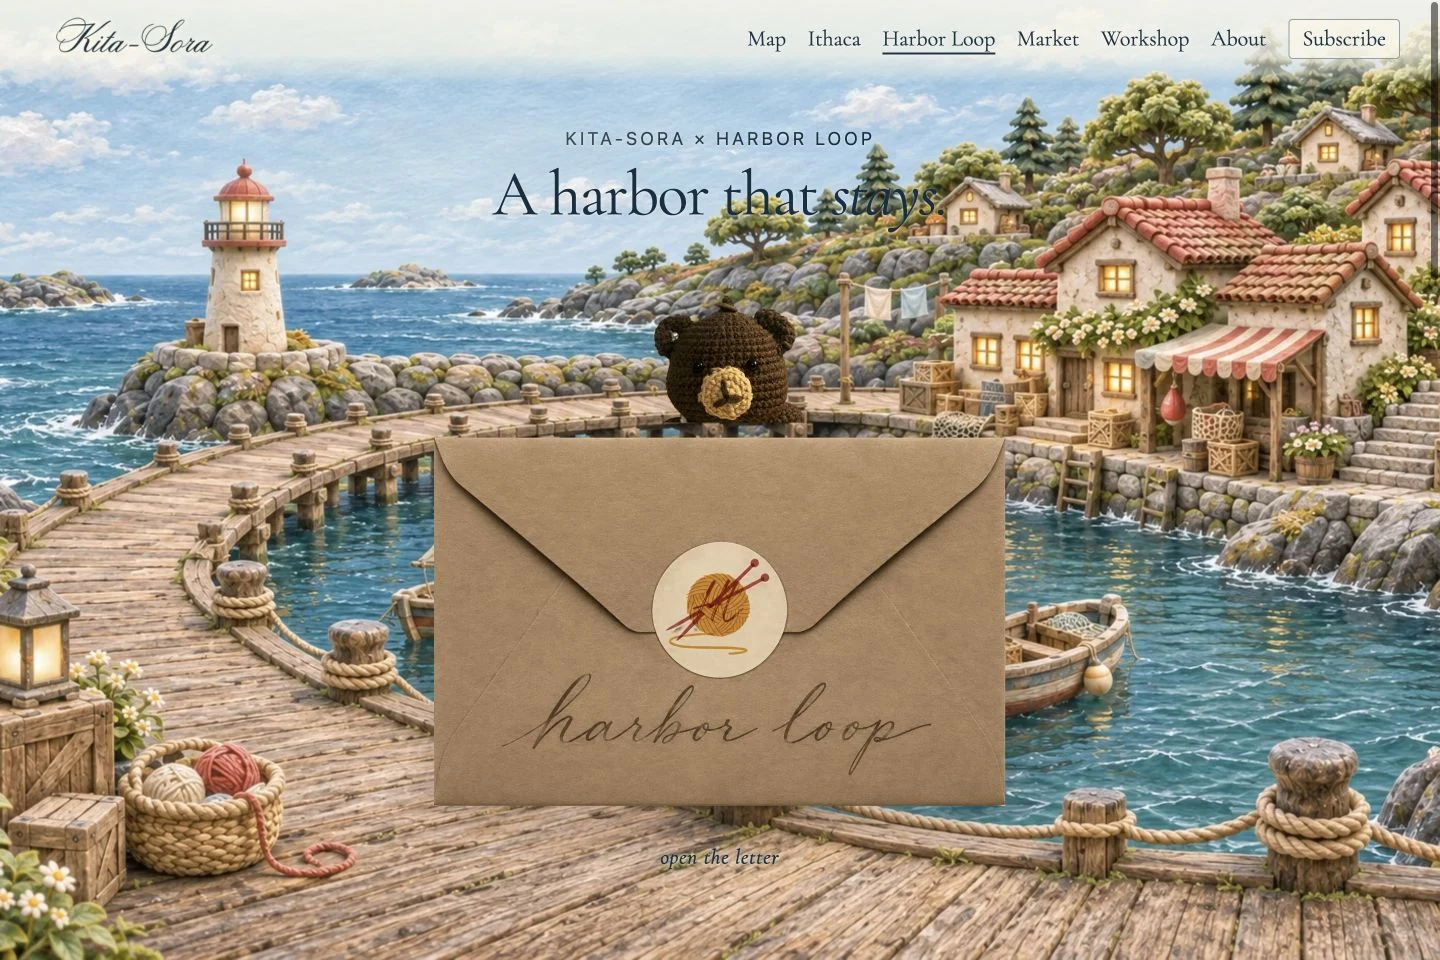 Kita-Sora
Map Ithaca Harbor Loop Market Workshop About Subscribe
KITA-SORA × HARBOR LOOP
A harbor that stays.
harbor loop
open the letter